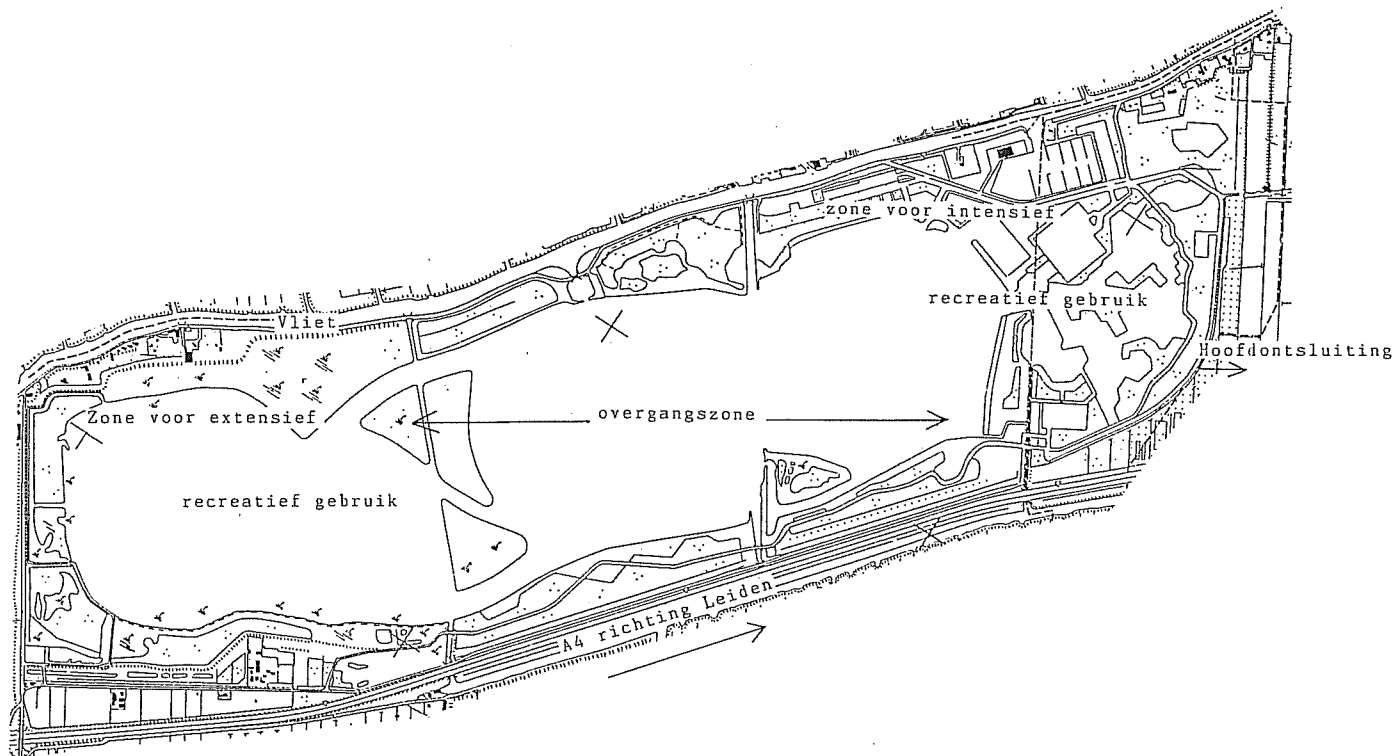 zone voor intensief
recreatief gebruik
Vliet
Hoofdontsluiting
Zone voor extensief
overgangszone
recreatief gebruik
A4 richting Leiden